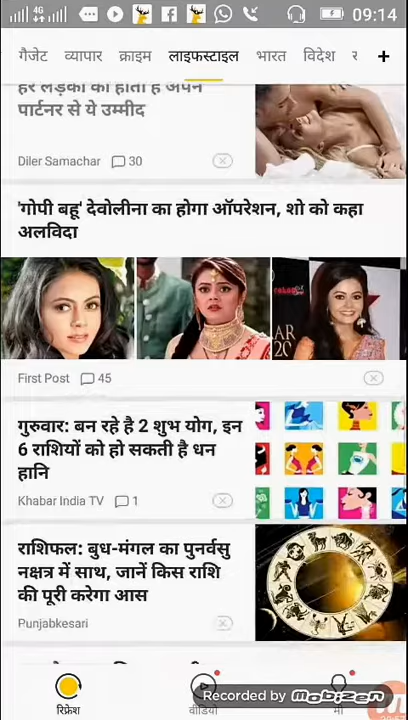 4G
09:14
गैजेट व्यापार क्राइम लाइफस्टाइल भारत विदेश
+
हर लड़की को होती है अपने
पार्टनर से ये उम्मीद
Diler Samachar 30
'गोपी बहू' देवोलीना का होगा ऑपरेशन, शो को कहा
अलविदा
First Post 45
गुरुवार: बन रहे है 2 शुभ योग, इन
6 राशियों को हो सकती है धन
हानि
Khabar India TV 1
राशिफल: बुध-मंगल का पुनर्वसु
नक्षत्र में साथ, जानें किस राशि
की पूरी करेगा आस
Punjabkesari
रिफ्रेश वीडियो
Recorded by mobizen